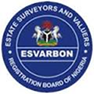 ESTATE SURVEYORS AND VALUERS
ESVARBON
REGISTRATION BOARD OF NIGERIA